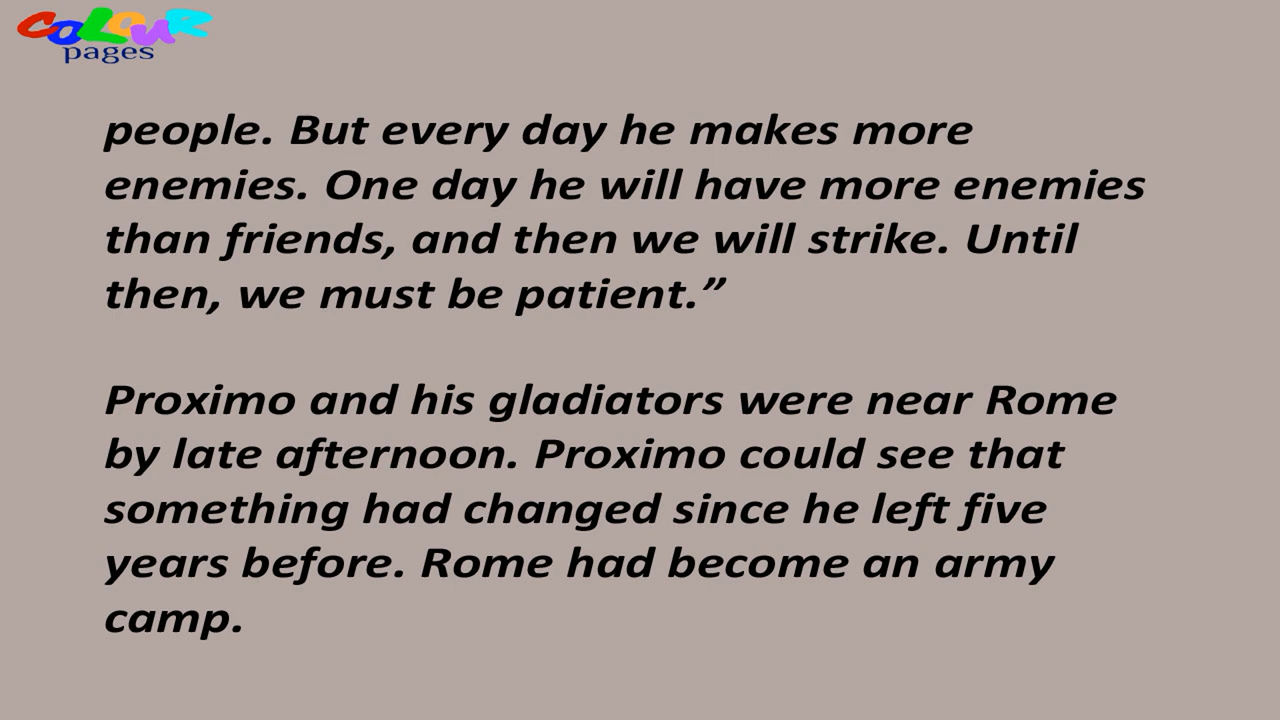 COLOUR
pages
people. But every day he makes more
enemies. One day he will have more enemies
than friends, and then we will strike. Until
then, we must be patient.”
Proximo and his gladiators were near Rome
by late afternoon. Proximo could see that
something had changed since he left five
years before. Rome had become an army
camp.